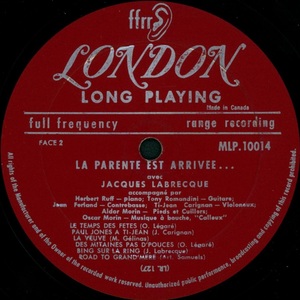 ffrr
LONDON
LONG PLAYING
Made in Canada
full frequency range recording
FACE 2
MLP.10014
LA PARENTE EST ARRIVEE...
avec
JACQUES LABRECQUE
accompagné par
Herbert Ruff - piano; Tony Romandini - Guitare;
Jean Ferland - Contrebasse; Ti-Jean Carignan - Violoneux;
Aldor Morin - Pieds et Cuillers;
Oscar Morin - Musique à bouche, "Calleux"
LE TEMPS DES FETES (O. Légaré)
PAUL JONES A TI-JEAN (J. Carignan)
LA VEUVE (M. Gélinas)
DES MITAINES PAS D'POUCES (O. Légaré)
BING SUR LA RING (J. Labrecque)
ROAD TO GRAND'MERE (Art. Samuels)
All rights of the Manufacturer and of the owner of the recorded work reserved. Unauthorized public performance, broadcasting and copying of this record prohibited.